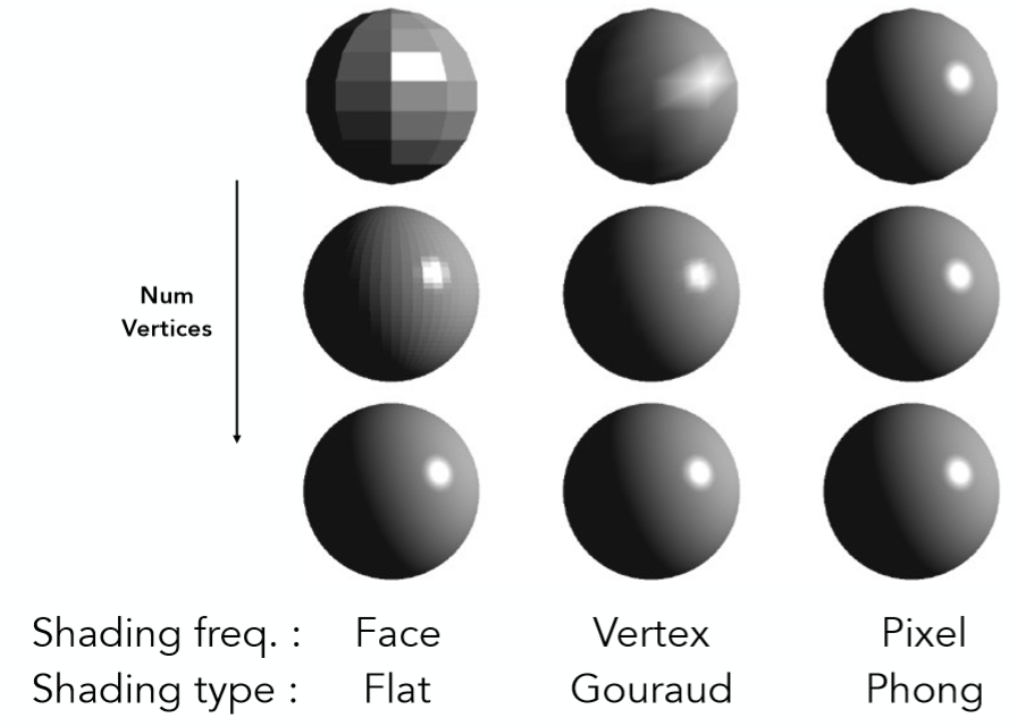 Num
Vertices
Shading freq. : Face Vertex Pixel
Shading type : Flat Gouraud Phong